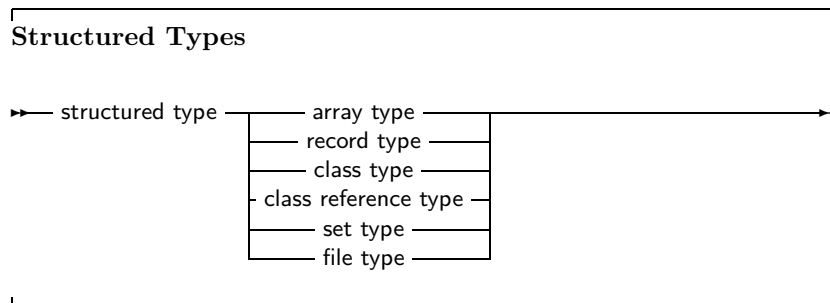 Structured Types
structured type array type
record type
class type
class reference type
set type
file type